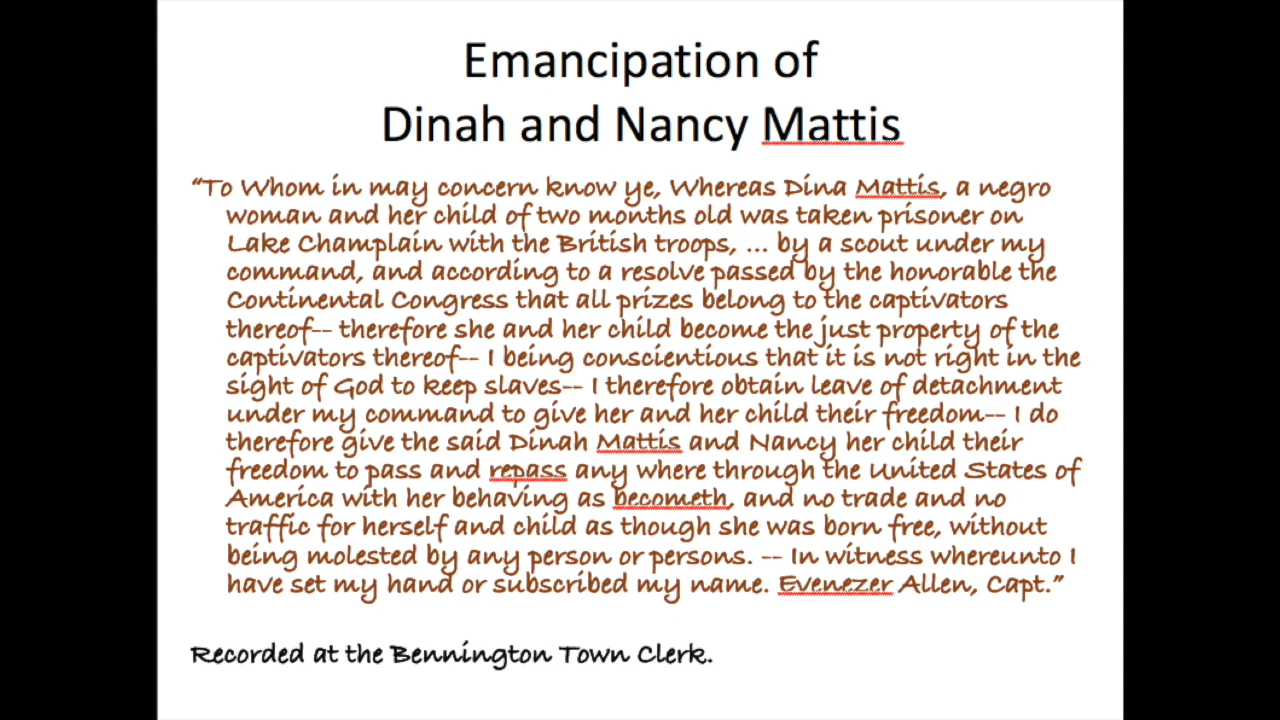 Emancipation of
Dinah and Nancy Mattis
“To Whom in may concern know ye, Whereas Dina Mattis, a negro
woman and her child of two months old was taken prisoner on
Lake Champlain with the British troops, ... by a scout under my
command, and according to a resolve passed by the honorable the
Continental Congress that all prizes belong to the captivators
thereof-- therefore she and her child become the just property of the
captivators thereof-- I being conscientious that it is not right in the
sight of God to keep slaves-- I therefore obtain leave of detachment
under my command to give her and her child their freedom-- I do
therefore give the said Dinah Mattis and Nancy her child their
freedom to pass and repass any where through the United States of
America with her behaving as becometh, and no trade and no
traffic for herself and child as though she was born free, without
being molested by any person or persons. -- In witness whereunto I
have set my hand or subscribed my name. Evenezer Allen, Capt.”
Recorded at the Bennington Town Clerk.